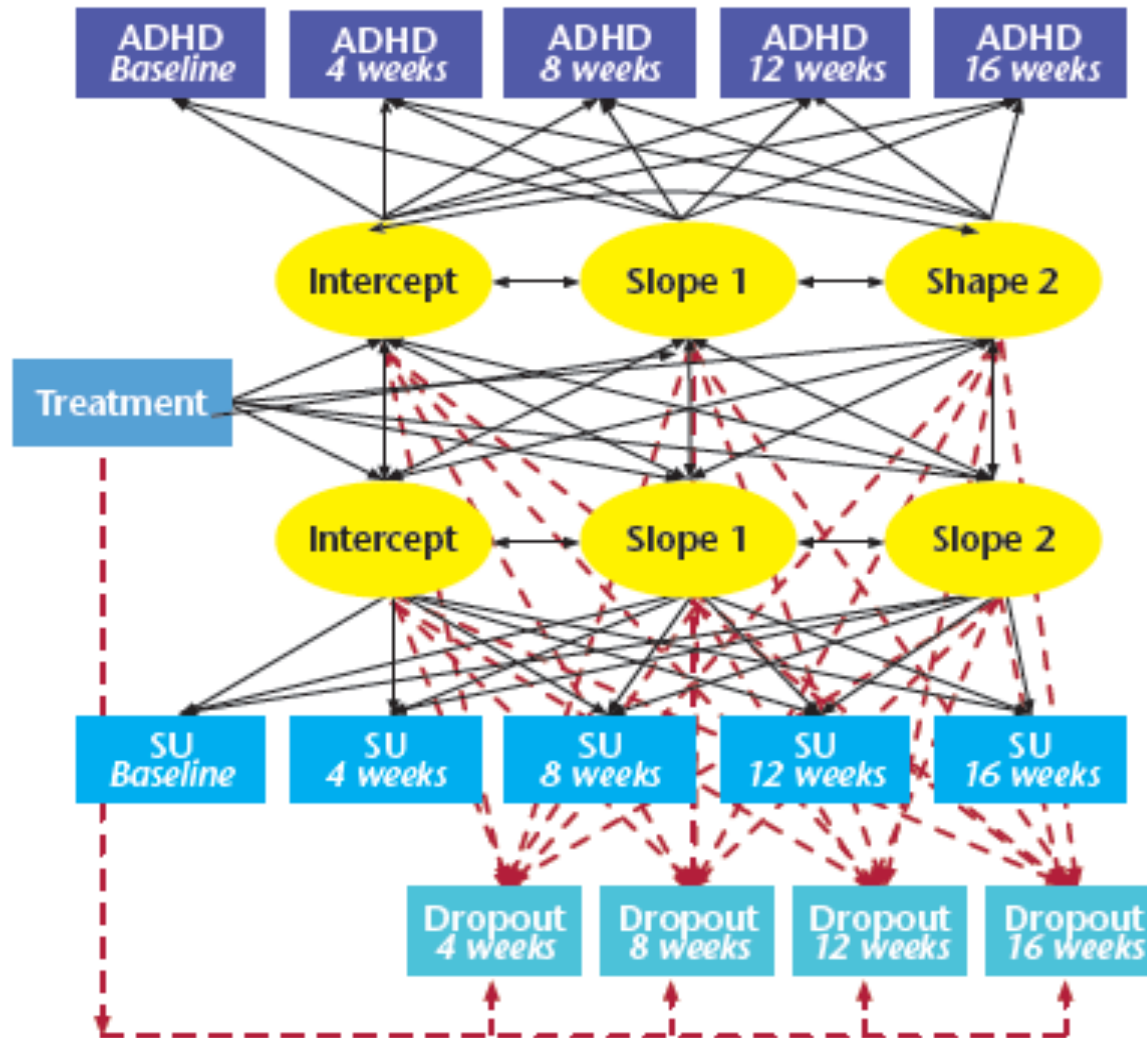 ADHD
Baseline
ADHD
4 weeks
ADHD
8 weeks
ADHD
12 weeks
ADHD
16 weeks
Intercept
Slope 1
Shape 2
Treatment
Intercept
Slope 1
Slope 2
SU
Baseline
SU
4 weeks
SU
8 weeks
SU
12 weeks
SU
16 weeks
Dropout
4 weeks
Dropout
8 weeks
Dropout
12 weeks
Dropout
16 weeks